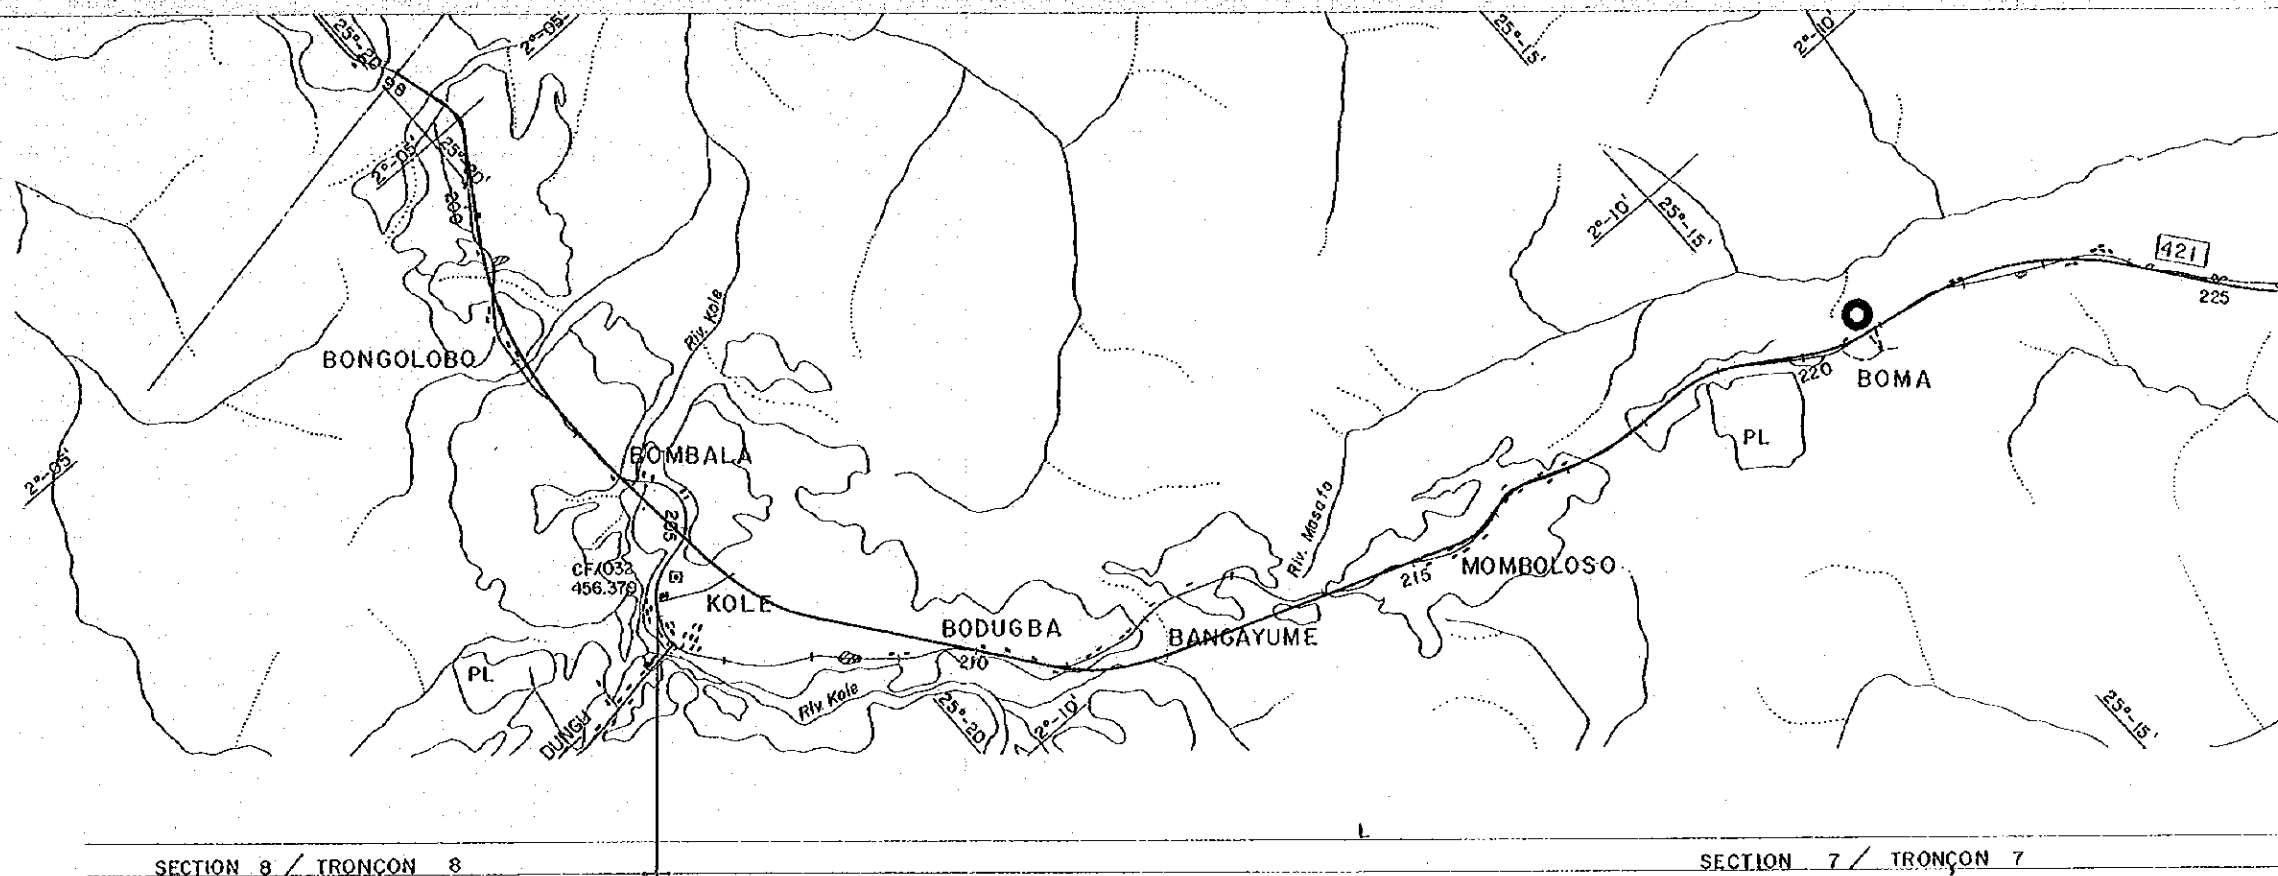 25°-20'
2°-05'
25°-15'
2°-10'
98
2°-05'
25°-20'
200
2°-10'
25°-15'
421
225
Riv. Kole
BONGOLOBO
220
BOMA
PL
2°-05'
BOMBALA
205
Riv. Masafo
CF/032
456.379
215
MOMBOLOSO
KOLE
BODUGBA
BANGAYUME
210
PL
Riv. Kole
DUNGU
25°-20'
2°-10'
25°-15'
SECTION 8 / TRONÇON 8
SECTION 7 / TRONÇON 7